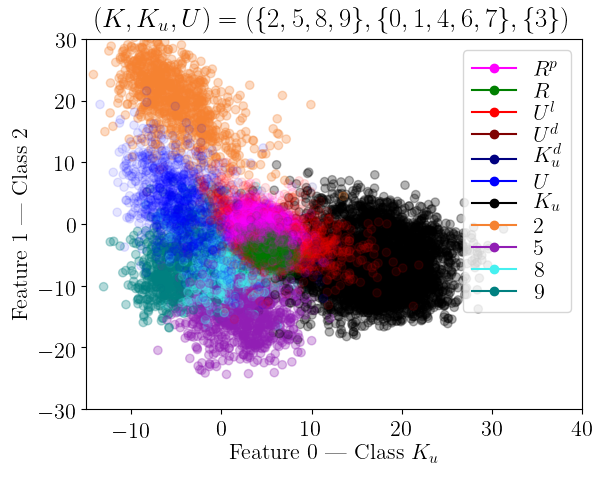 (K, K_u, U) = ({2, 5, 8, 9}, {0, 1, 4, 6, 7}, {3})
30
20
10
0
−10
−20
−30
Feature 1 — Class 2
R^p
R
U^l
U^d
K_u^d
U
K_u
2
5
8
9
−10
0
10
20
30
40
Feature 0 — Class K_u